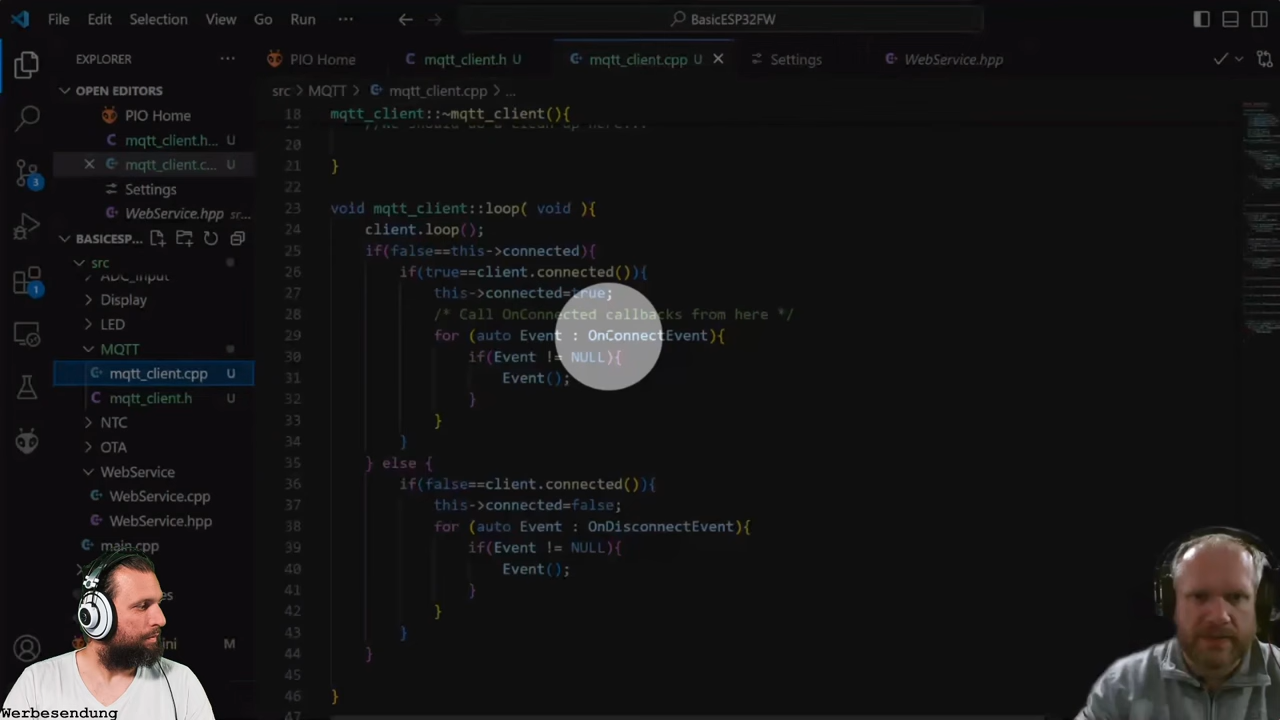 File Edit Selection View Go Run ··· BasicESP32FW
EXPLORER ··· PIO Home mqtt_client.h U mqtt_client.cpp U Settings WebService.hpp
OPEN EDITORS
src > MQTT > mqtt_client.cpp > ...
PIO Home
mqtt_client.h... U
mqtt_client.c... U
Settings
WebService.hpp sr...
BASICESP...
src
ADC_Input
Display
LED
MQTT
mqtt_client.cpp U
mqtt_client.h U
NTC
OTA
WebService
WebService.cpp
WebService.hpp
main.cpp
M
3
1
18 mqtt_client::~mqtt_client(){
20
21 }
22
23 void mqtt_client::loop( void ){
24 client.loop();
25 if(false==this->connected){
26 if(true==client.connected()){
27 this->connected=true;
28 /* Call OnConnected callbacks from here */
29 for (auto Event : OnConnectEvent){
30 if(Event != NULL){
31 Event();
32 }
33 }
34 }
35 } else {
36 if(false==client.connected()){
37 this->connected=false;
38 for (auto Event : OnDisconnectEvent){
39 if(Event != NULL){
40 Event();
41 }
42 }
43 }
44 }
45
46 }
47
Werbesendung